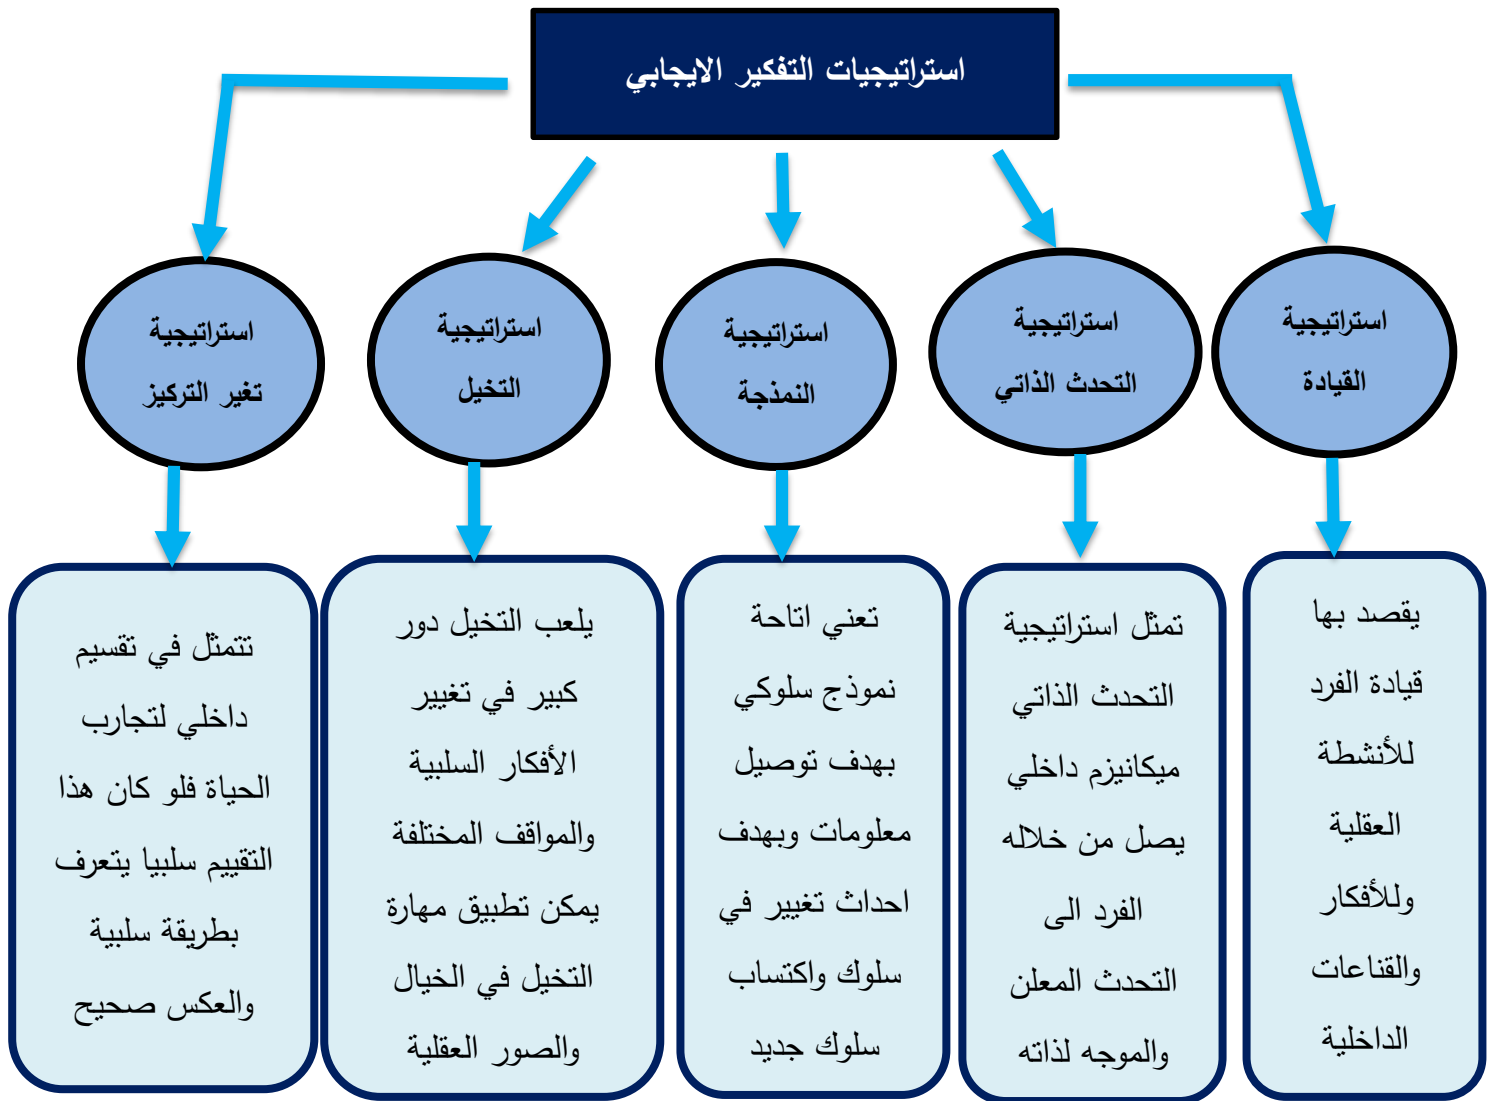 استراتيجيات التفكير الايجابي
استراتيجية
القيادة
استراتيجية
التحدث الذاتي
استراتيجية
النمذجة
استراتيجية
التخيل
استراتيجية
تغير التركيز
يقصد بها
قيادة الفرد
للأنشطة
العقلية
وللأفكار
والقناعات
الداخلية
تمثل استراتيجية
التحدث الذاتي
ميكانيزم داخلي
يصل من خلاله
الفرد الى
التحدث المعلن
والموجه لذاته
تعني اتاحة
نموذج سلوكي
بهدف توصيل
معلومات وبهدف
احداث تغيير في
سلوك واكتساب
سلوك جديد
يلعب التخيل دور
كبير في تغيير
الأفكار السلبية
والمواقف المختلفة
يمكن تطبيق مهارة
التخيل في الخيال
والصور العقلية
تتمثل في تقسيم
داخلي لتجارب
الحياة فلو كان هذا
التقييم سلبيا يتعرف
بطريقة سلبية
والعكس صحيح